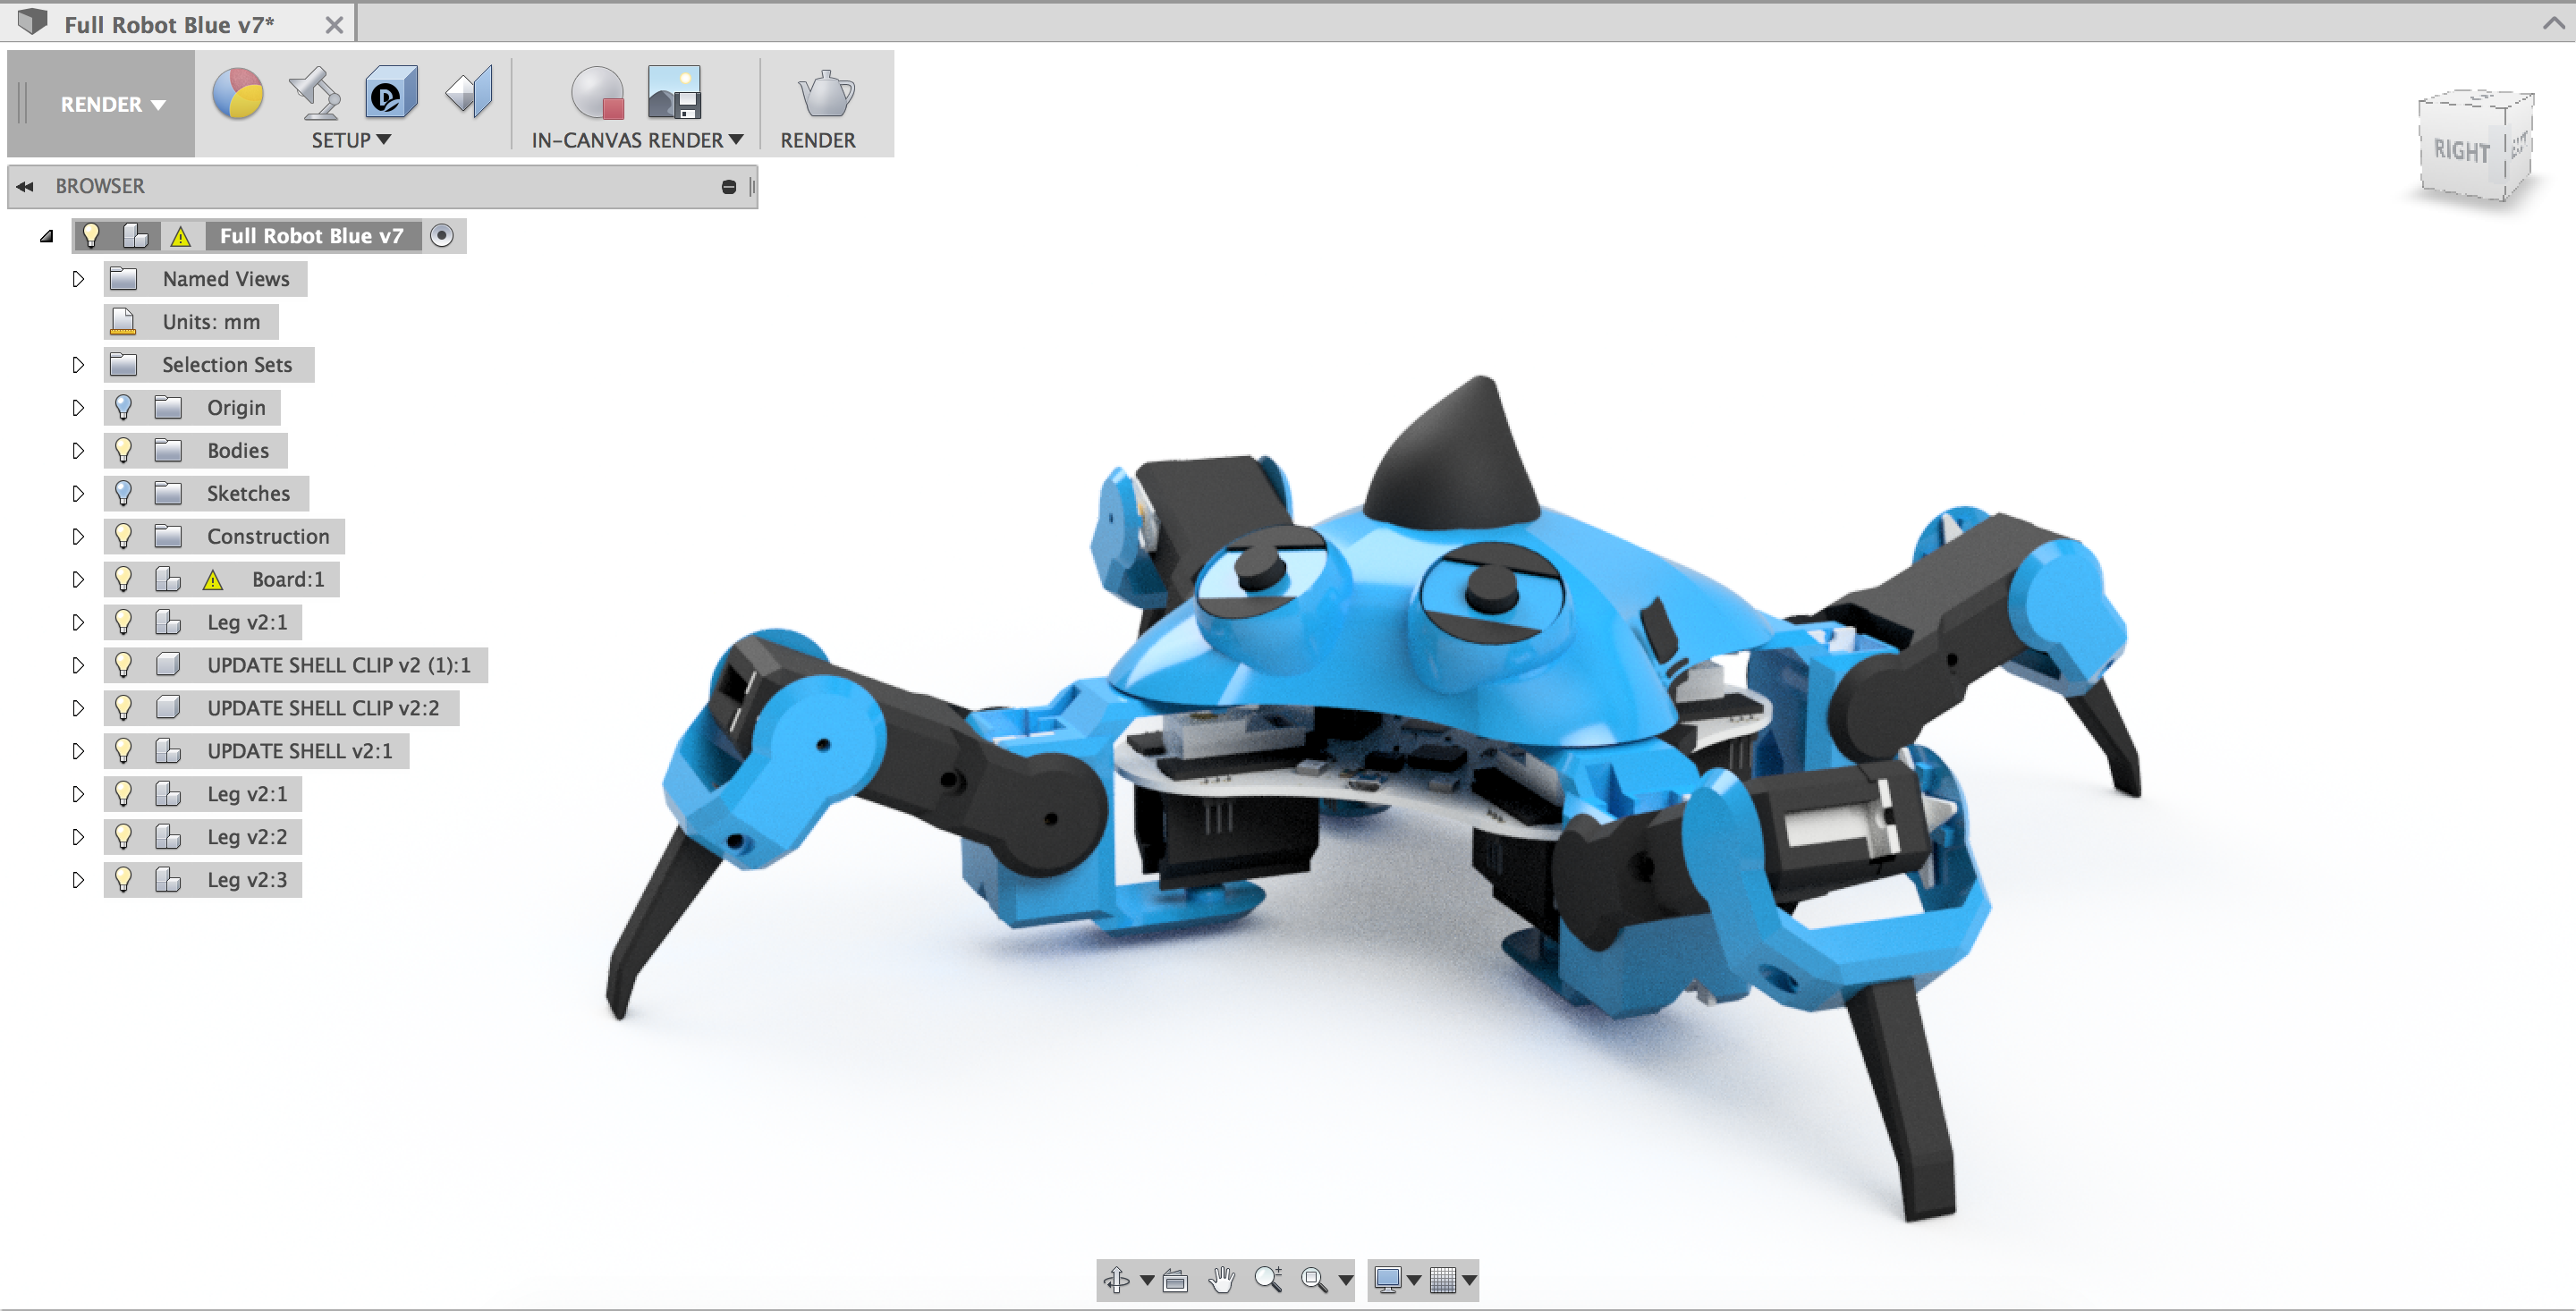 Full Robot Blue v7*
RENDER
SETUP
IN-CANVAS RENDER
RENDER
BROWSER
RIGHT
Full Robot Blue v7
Named Views
Units: mm
Selection Sets
Origin
Bodies
Sketches
Construction
Board:1
Leg v2:1
UPDATE SHELL CLIP v2 (1):1
UPDATE SHELL CLIP v2:2
UPDATE SHELL v2:1
Leg v2:1
Leg v2:2
Leg v2:3